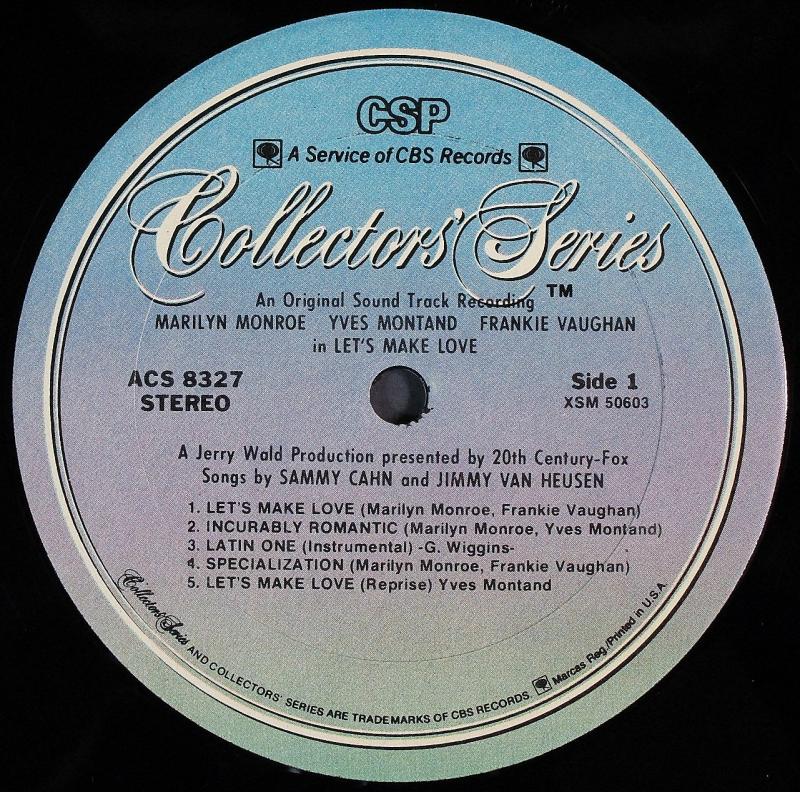 CSP
A Service of CBS Records
Collectors' Series
TM
An Original Sound Track Recording
MARILYN MONROE YVES MONTAND FRANKIE VAUGHAN
in LET'S MAKE LOVE
ACS 8327
STEREO
Side 1
XSM 50603
A Jerry Wald Production presented by 20th Century-Fox
Songs by SAMMY CAHN and JIMMY VAN HEUSEN
1. LET'S MAKE LOVE (Marilyn Monroe, Frankie Vaughan)
2. INCURABLY ROMANTIC (Marilyn Monroe, Yves Montand)
3. LATIN ONE (Instrumental) -G. Wiggins-
4. SPECIALIZATION (Marilyn Monroe, Frankie Vaughan)
5. LET'S MAKE LOVE (Reprise) Yves Montand
Collectors' Series AND COLLECTORS' SERIES ARE TRADEMARKS OF CBS RECORDS. Marcas Reg./Printed in U.S.A.